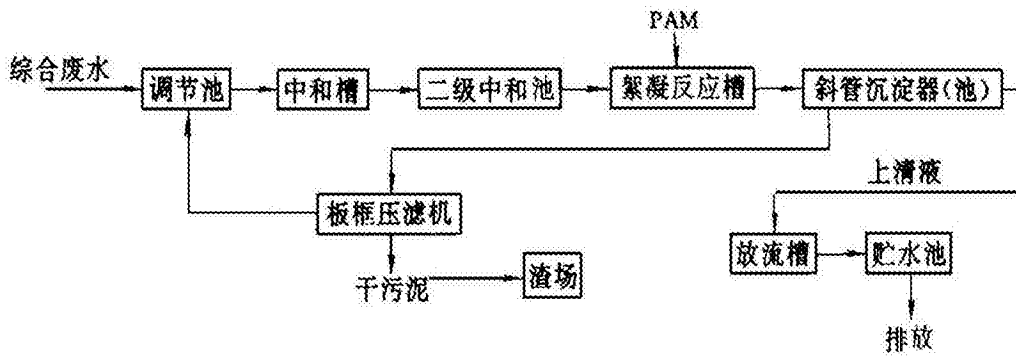 PAM
综合废水
调节池
中和槽
二级中和池
絮凝反应槽
斜管沉淀器(池)
上清液
板框压滤机
放流槽
贮水池
干污泥
渣场
排放